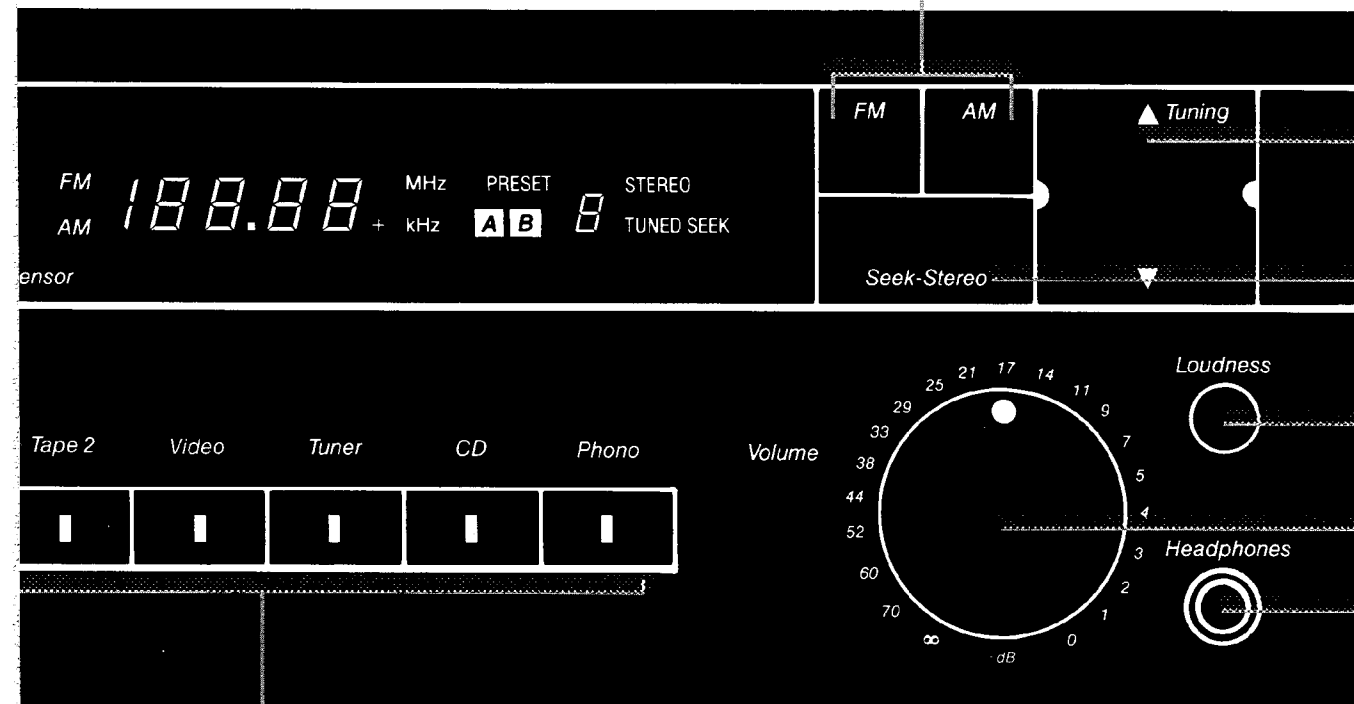 FM AM ▲ Tuning
FM 188.88 MHz PRESET STEREO
AM + kHz A B 8 TUNED SEEK
ensor Seek-Stereo ▼
Tape 2 Video Tuner CD Phono
Volume
∞ 70 60 52 44 38 33 29 25 21 17 14 11 9 7 5 4 3 2 1 0
dB
Loudness
Headphones